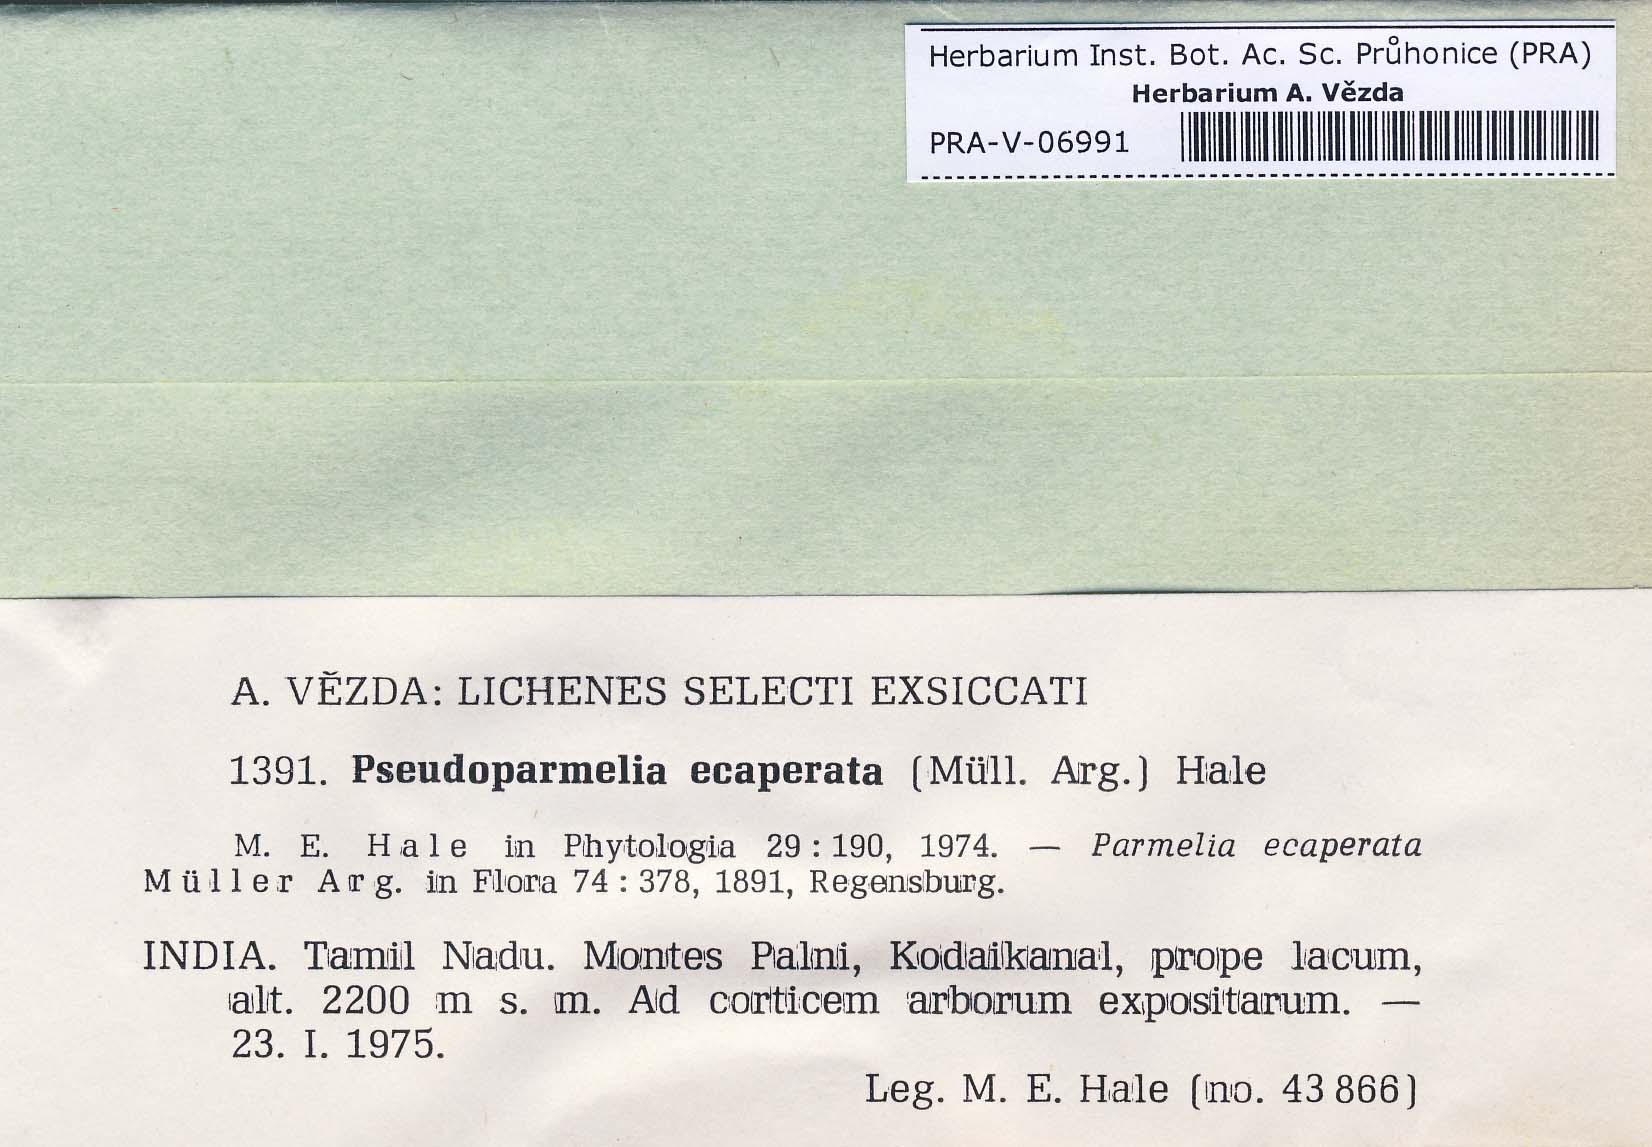 Herbarium Inst. Bot. Ac. Sc. Průhonice (PRA)
Herbarium A. Vězda
PRA-V-06991
A. VĚZDA: LICHENES SELECTI EXSICCATI
1391. Pseudoparmelia ecaperata (Müll. Arg.) Hale
M. E. Hale in Phytologia 29 : 190, 1974. — Parmelia ecaperata
Müller Arg. in Flora 74 : 378, 1891, Regensburg.
INDIA. Tamil Nadu. Montes Palni, Kodaikanal, prope lacum,
alt. 2200 m s. m. Ad corticem arborum expositarum. —
23. I. 1975.
Leg. M. E. Hale (no. 43 866)